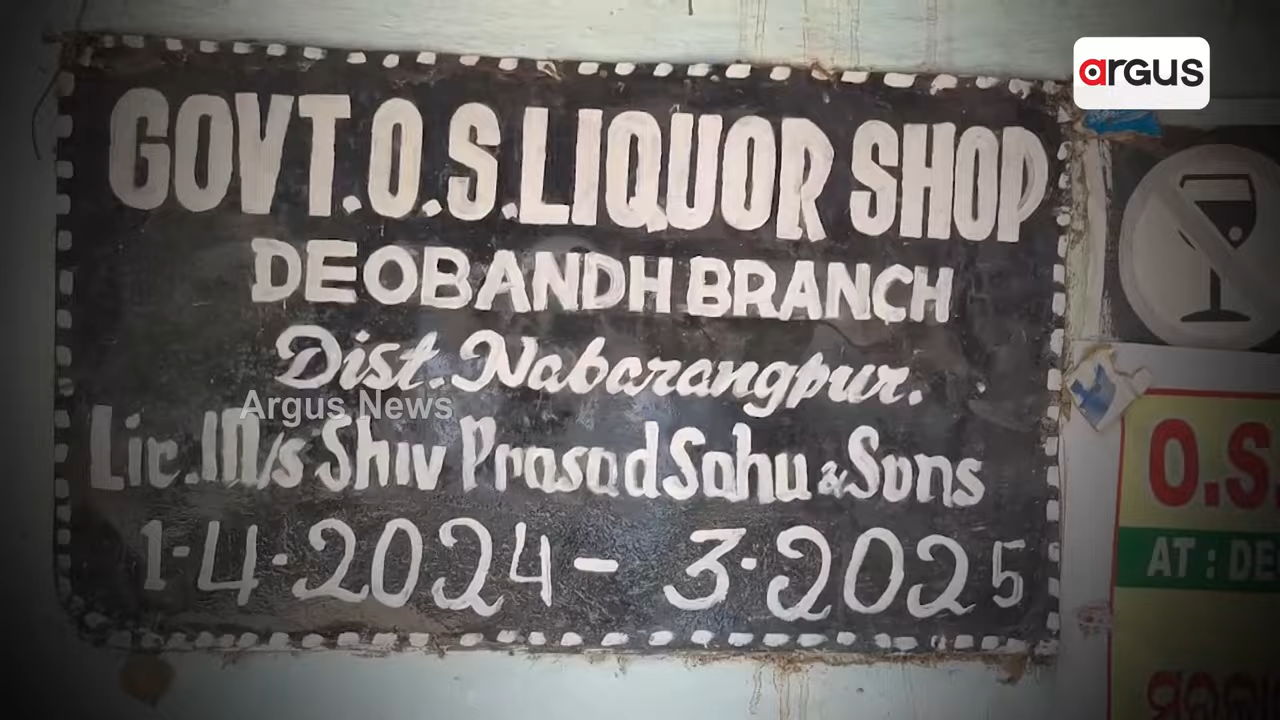 argus
GOVT.O.S.LIQUOR SHOP
DEOBANDH BRANCH
Dist. Nabarangpur.
Argus News
Lic. M/s Shiv Prasad Sahu & Sons
1-4-2024 - 3-2025
O.S.
AT : DE
ସରକା